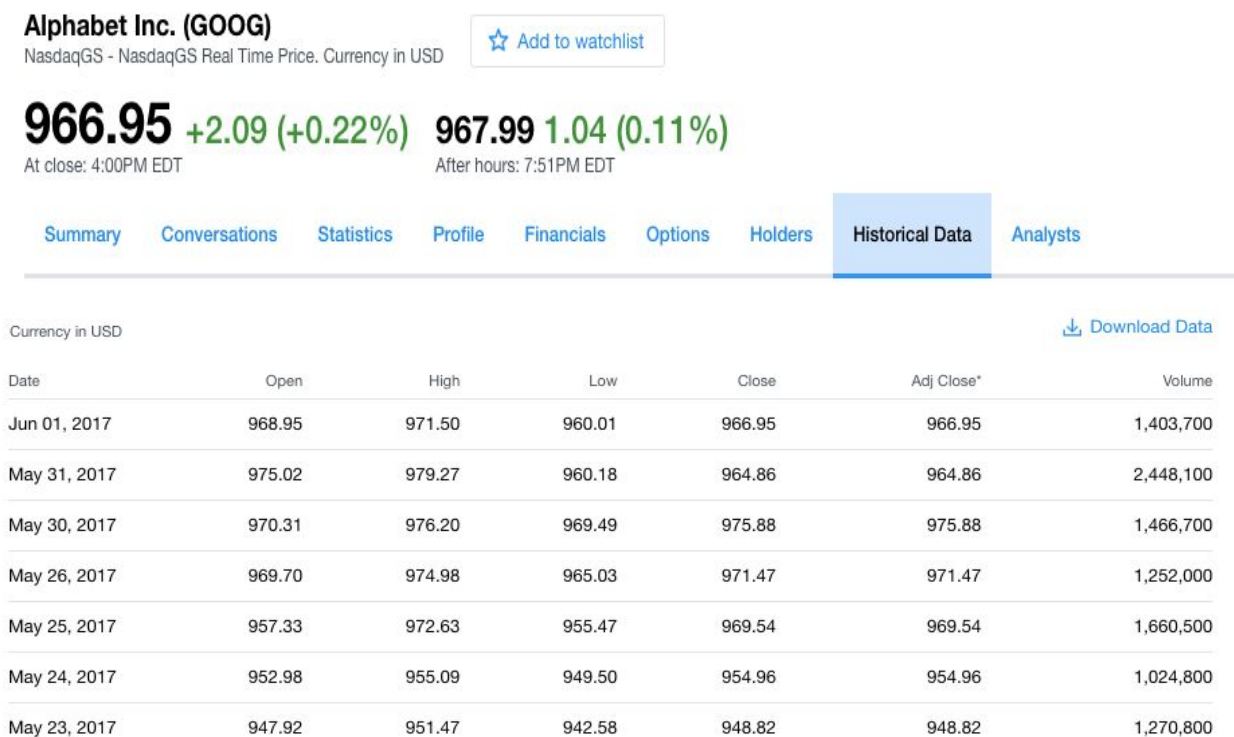 Alphabet Inc. (GOOG)
NasdaqGS - NasdaqGS Real Time Price. Currency in USD
Add to watchlist
966.95 +2.09 (+0.22%) 967.99 1.04 (0.11%)
At close: 4:00PM EDT After hours: 7:51PM EDT
Summary Conversations Statistics Profile Financials Options Holders Historical Data Analysts
Currency in USD Download Data
Date Open High Low Close Adj Close* Volume
Jun 01, 2017 968.95 971.50 960.01 966.95 966.95 1,403,700
May 31, 2017 975.02 979.27 960.18 964.86 964.86 2,448,100
May 30, 2017 970.31 976.20 969.49 975.88 975.88 1,466,700
May 26, 2017 969.70 974.98 965.03 971.47 971.47 1,252,000
May 25, 2017 957.33 972.63 955.47 969.54 969.54 1,660,500
May 24, 2017 952.98 955.09 949.50 954.96 954.96 1,024,800
May 23, 2017 947.92 951.47 942.58 948.82 948.82 1,270,800